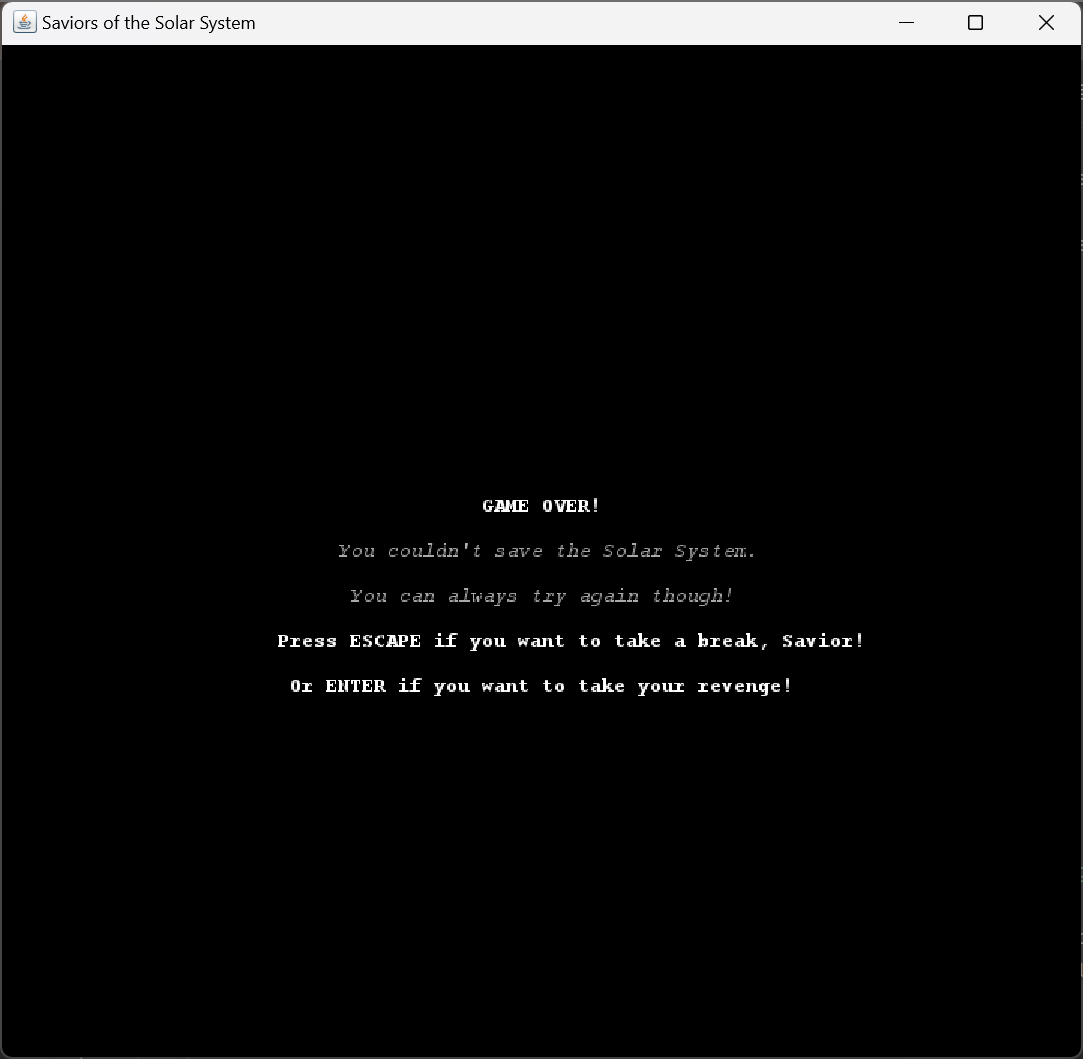 Saviors of the Solar System
GAME OVER!
You couldn't save the Solar System.
You can always try again though!
Press ESCAPE if you want to take a break, Savior!
Or ENTER if you want to take your revenge!